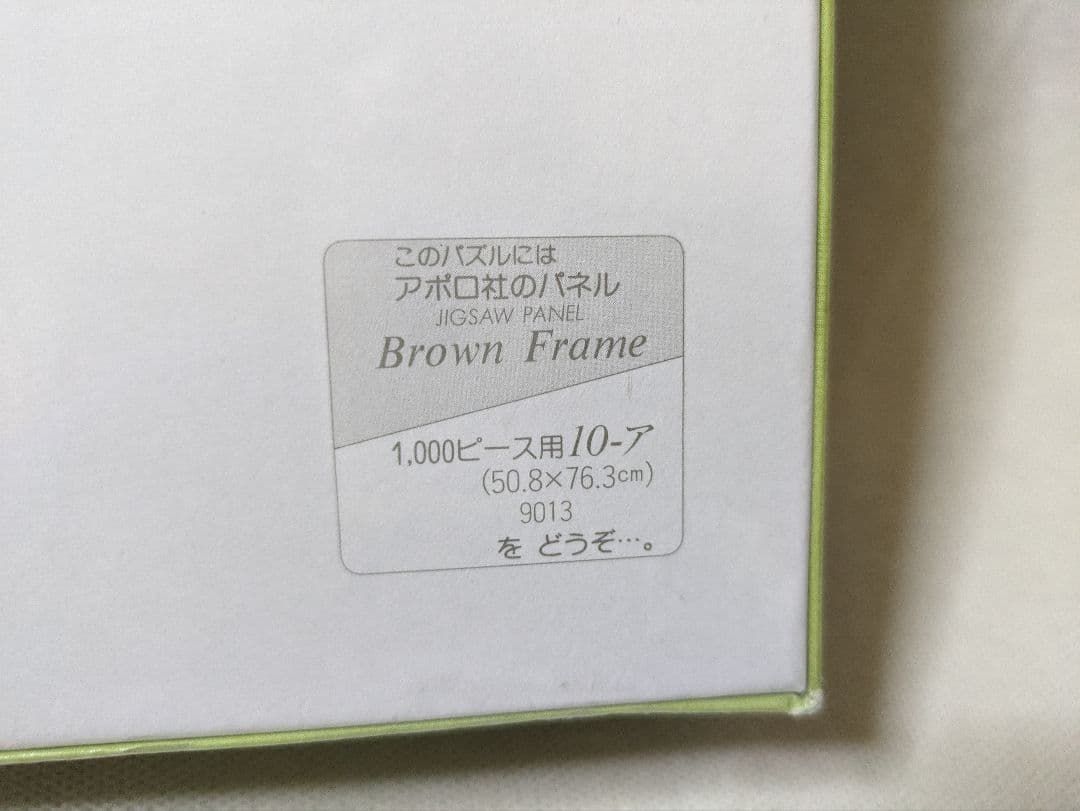 このパズルには
アポロ社のパネル
JIGSAW PANEL
Brown Frame
1,000ピース用10-ア
(50.8×76.3cm)
9013
を どうぞ…。